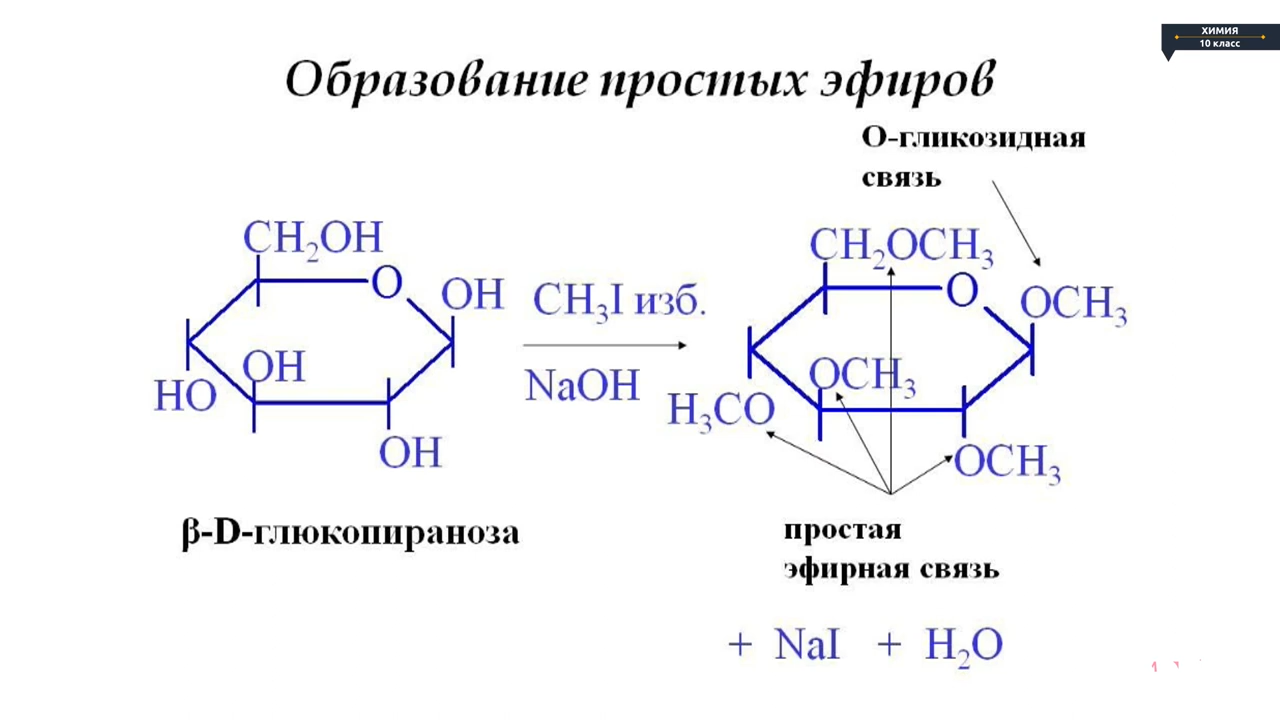 ХИМИЯ
10 класс
Образование простых эфиров
О-гликозидная
связь
CH₂OH
O
OH
OH
HO
OH
CH₃I изб.
NaOH
CH₂OCH₃
O
OCH₃
OCH₃
H₃CO
OCH₃
β-D-глюкопираноза
простая
эфирная связь
+ NaI + H₂O